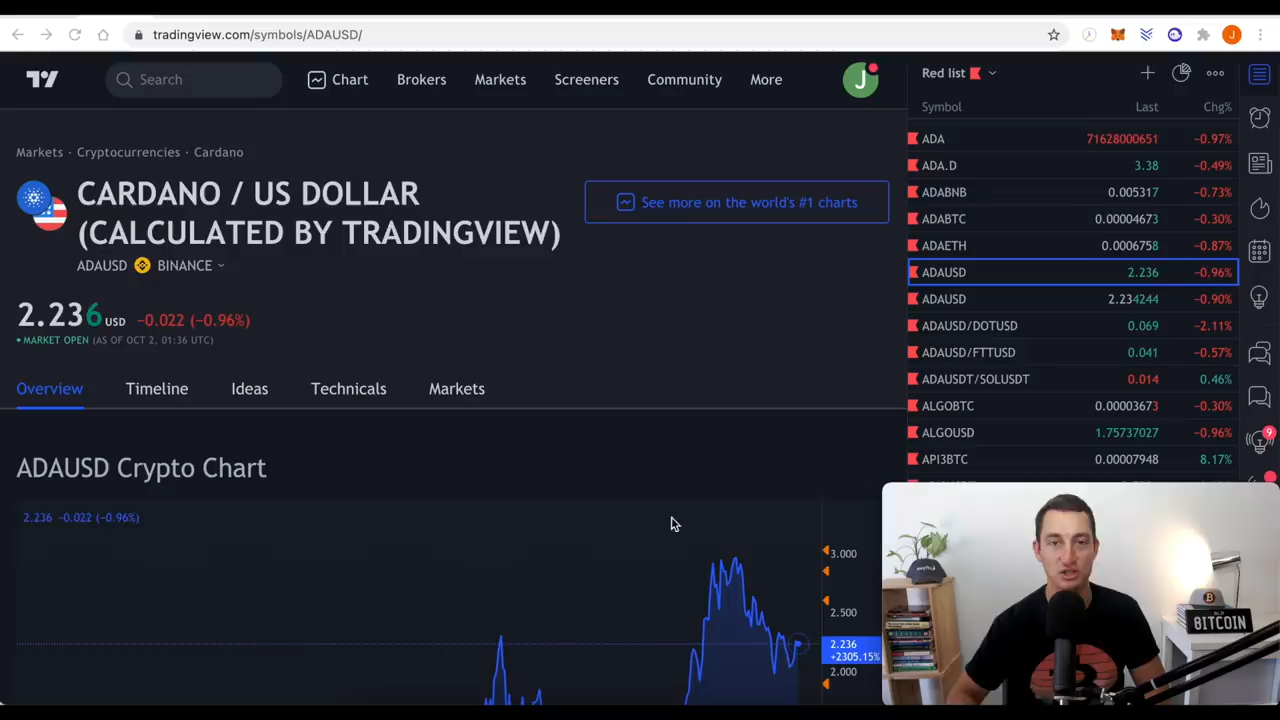 tradingview.com/symbols/ADAUSD/
J
Search
Chart
Brokers
Markets
Screeners
Community
More
J
Markets · Cryptocurrencies · Cardano
CARDANO / US DOLLAR
(CALCULATED BY TRADINGVIEW)
ADAUSD BINANCE
See more on the world's #1 charts
2.236 USD −0.022 (−0.96%)
MARKET OPEN (AS OF OCT 2, 01:36 UTC)
Overview Timeline Ideas Technicals Markets
ADAUSD Crypto Chart
2.236 −0.022 (−0.96%)
3.000
2.500
2.236
+2305.15%
2.000
Red list
Symbol Last Chg%
ADA 71628000651 −0.97%
ADA.D 3.38 −0.49%
ADABNB 0.005317 −0.73%
ADABTC 0.00004673 −0.30%
ADAETH 0.0006758 −0.87%
ADAUSD 2.236 −0.96%
ADAUSD 2.234244 −0.90%
ADAUSD/DOTUSD 0.069 −2.11%
ADAUSD/FTTUSD 0.041 −0.57%
ADAUSDT/SOLUSDT 0.014 0.46%
ALGOBTC 0.00003673 −0.30%
ALGOUSD 1.75737027 −0.96%
API3BTC 0.00007948 8.17%
9
BITCOIN